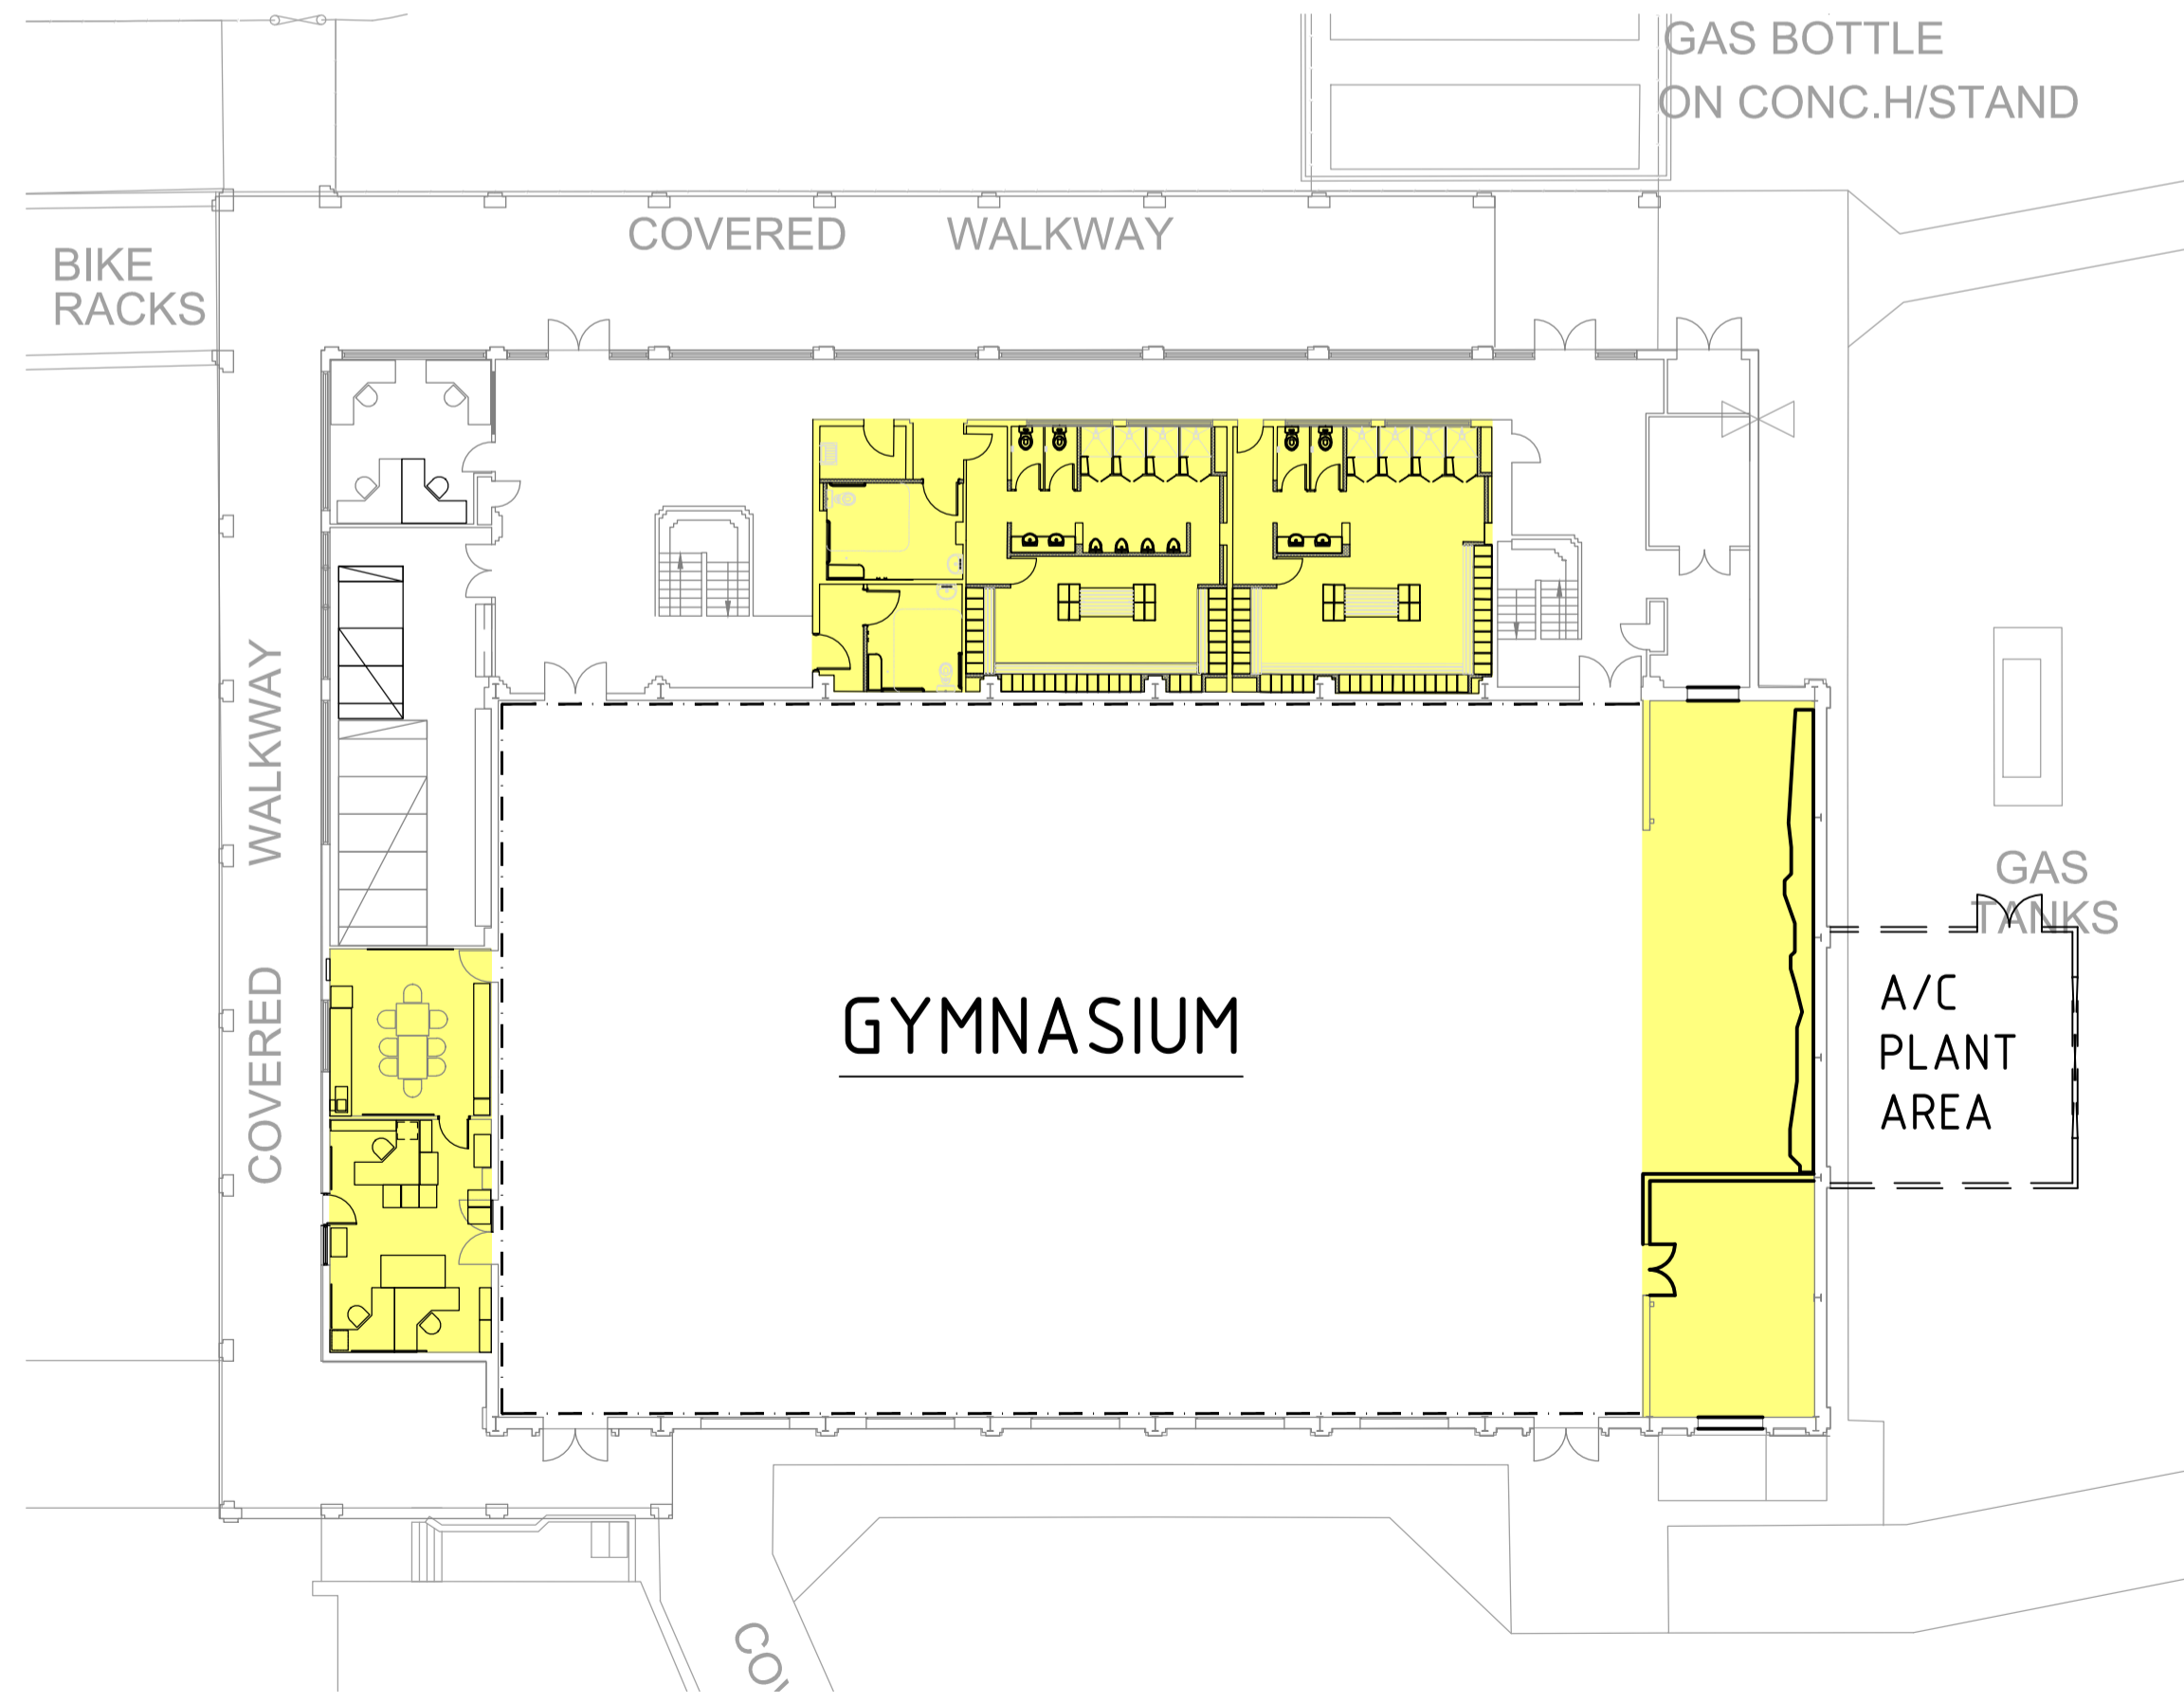 GAS BOTTLE
ON CONC.H/STAND
COVERED WALKWAY
BIKE
RACKS
COVERED WALKWAY
GAS
TANKS
GYMNASIUM
A/C
PLANT
AREA